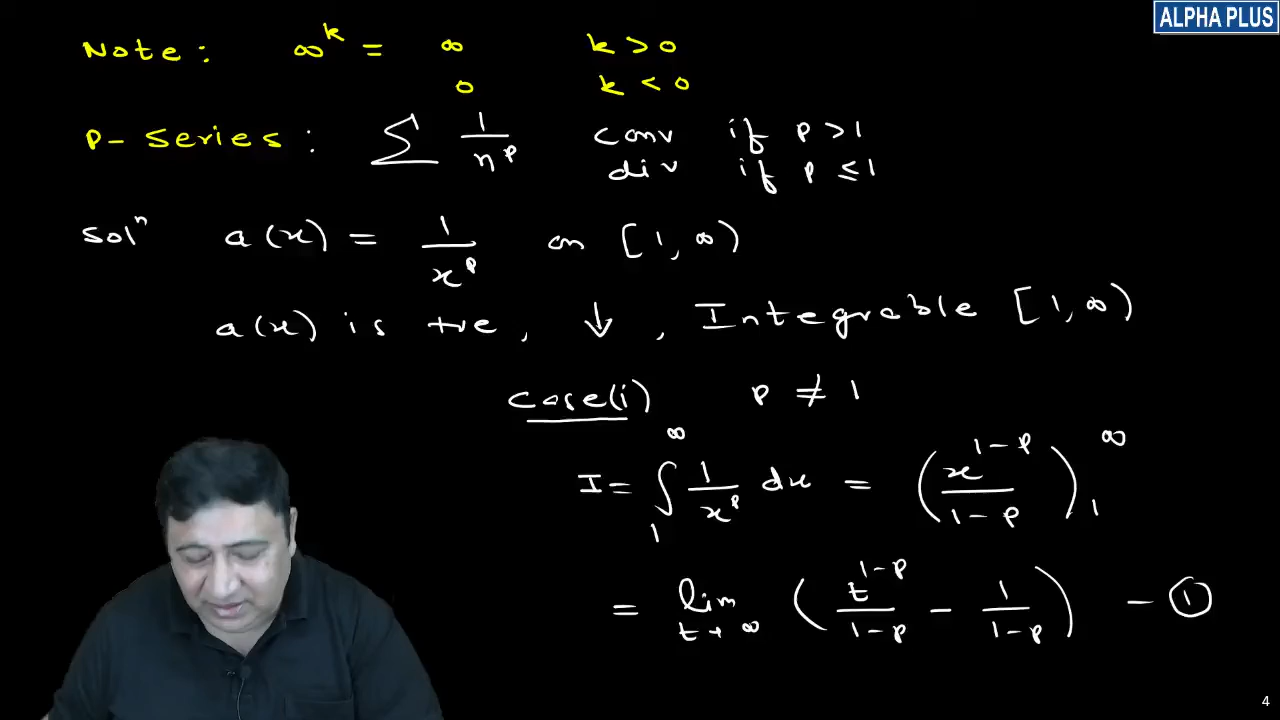 ALPHA PLUS
Note: ∞^k = ∞ k > 0
0 k < 0
P-Series: ∑ 1/n^p conv if p > 1
div if p ≤ 1
Solⁿ a(x) = 1/x^p on [1, ∞)
a(x) is +ve, ↓, Integrable [1, ∞)
Case(i) p ≠ 1
I = ∫_1^∞ 1/x^p dx = (x^{1-p}/(1-p))_1^∞
= lim_{t→∞} (t^{1-p}/(1-p) - 1/(1-p)) - ①
4